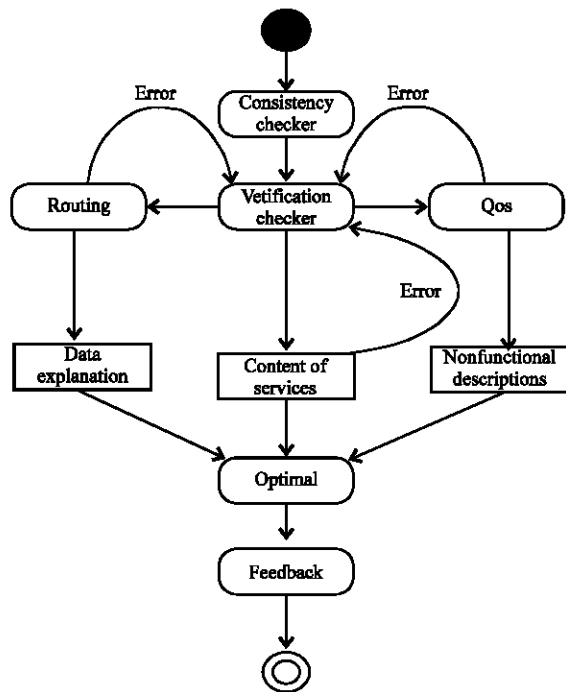 Consistency
checker
Error
Error
Routing
Vetification
checker
Qos
Error
Data
explanation
Content of
services
Nonfunctional
descriptions
Optimal
Feedback